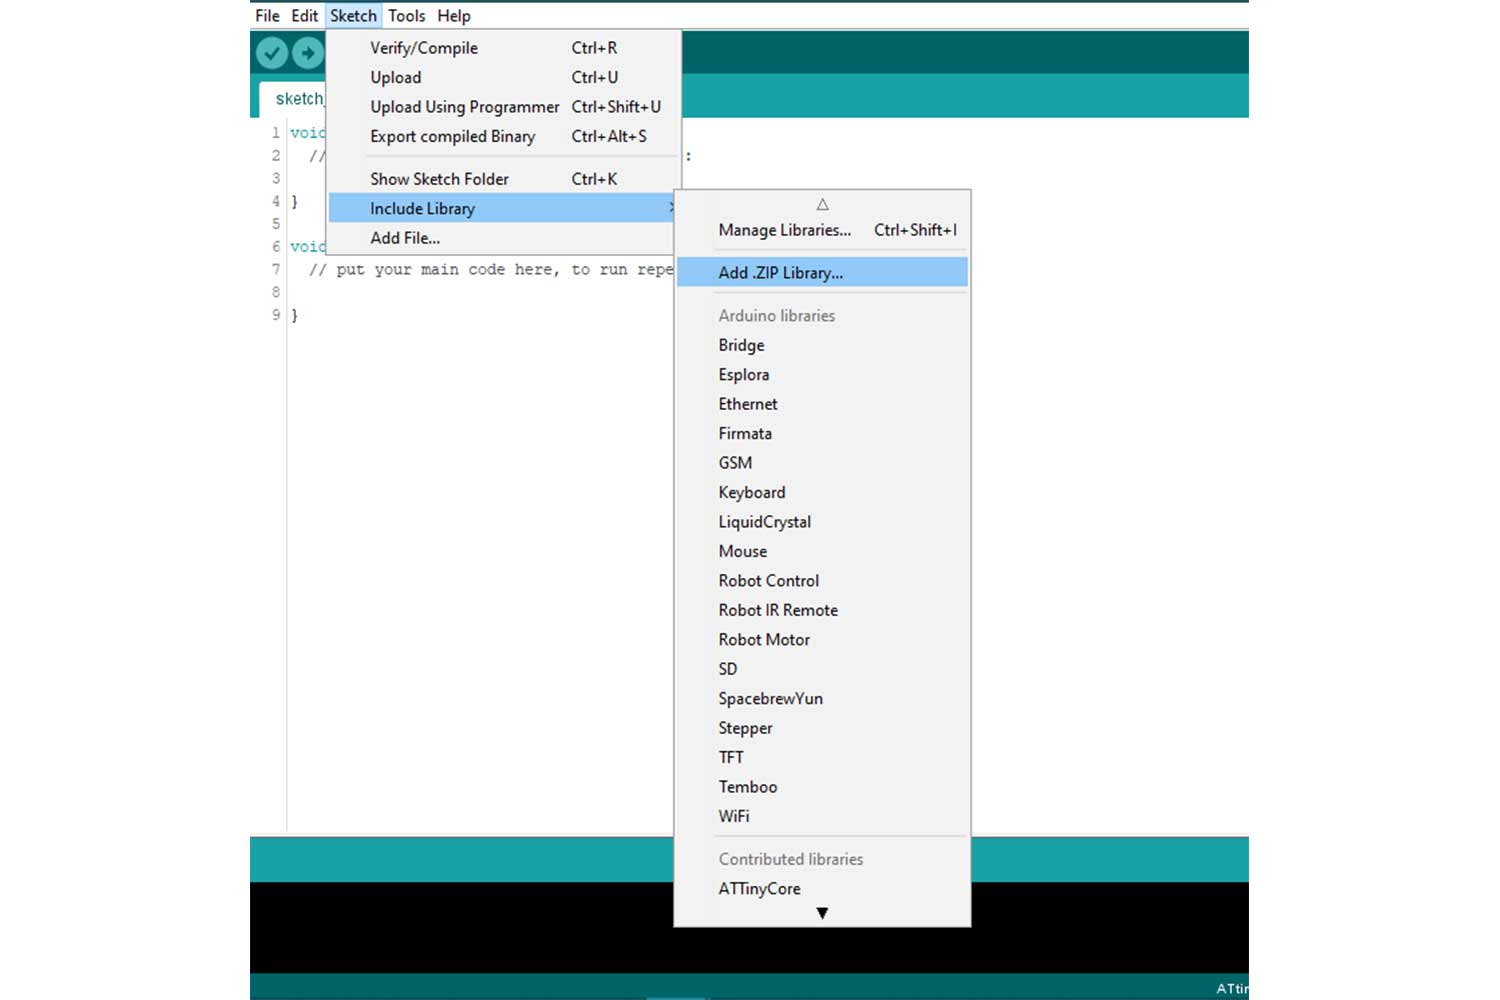 File Edit Sketch Tools Help
Verify/Compile Ctrl+R
Upload Ctrl+U
Upload Using Programmer Ctrl+Shift+U
Export compiled Binary Ctrl+Alt+S
Show Sketch Folder Ctrl+K
Include Library
Add File...
sketch_
1 void
2 // :
3
4 }
5
6 void
7 // put your main code here, to run repe
8
9 }
Manage Libraries... Ctrl+Shift+I
Add .ZIP Library...
Arduino libraries
Bridge
Esplora
Ethernet
Firmata
GSM
Keyboard
LiquidCrystal
Mouse
Robot Control
Robot IR Remote
Robot Motor
SD
SpacebrewYun
Stepper
TFT
Temboo
WiFi
Contributed libraries
ATTinyCore